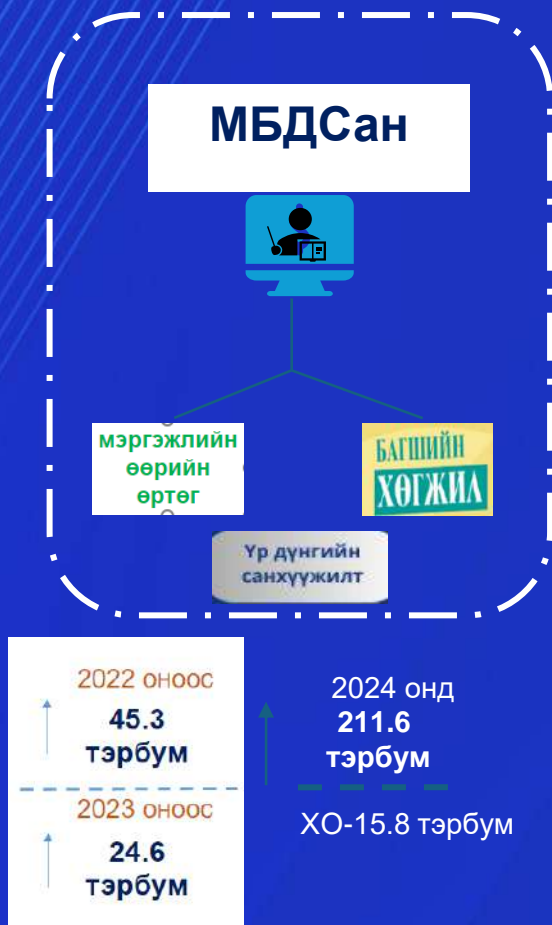 МБДСан
мэргэжлийн
өөрийн
өртөг
БАГШИЙН
ХӨГЖИЛ
Үр дүнгийн
санхүүжилт
2022 оноос
45.3
тэрбум
2023 оноос
24.6
тэрбум
2024 онд
211.6
тэрбум
ХО-15.8 тэрбум